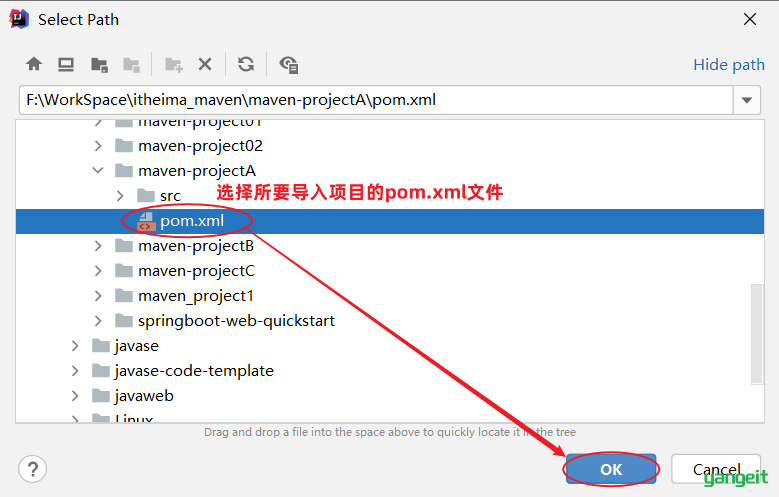 Select Path
Hide path
F:\WorkSpace\itheima_maven\maven-projectA\pom.xml
maven-project01
maven-project02
maven-projectA
src
选择所要导入项目的pom.xml文件
pom.xml
maven-projectB
maven-projectC
maven_project1
springboot-web-quickstart
javase
javase-code-template
javaweb
Linux
Drag and drop a file into the space above to quickly locate it in the tree
?
OK
Cancel
yangeit